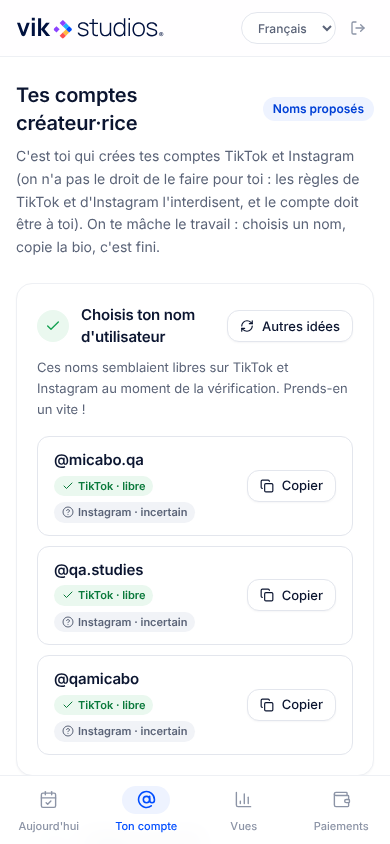 vik studios.
Français
Tes comptes
créateur·rice
Noms proposés
C'est toi qui crées tes comptes TikTok et Instagram
(on n'a pas le droit de le faire pour toi : les règles de
TikTok et d'Instagram l'interdisent, et le compte doit
être à toi). On te mâche le travail : choisis un nom,
copie la bio, c'est fini.
Choisis ton nom
d'utilisateur
Autres idées
Ces noms semblaient libres sur TikTok et
Instagram au moment de la vérification. Prends-en
un vite !
@micabo.qa
TikTok · libre
Instagram · incertain
Copier
@qa.studies
TikTok · libre
Instagram · incertain
Copier
@qamicabo
TikTok · libre
Instagram · incertain
Copier
Aujourd'hui
Ton compte
Vues
Paiements